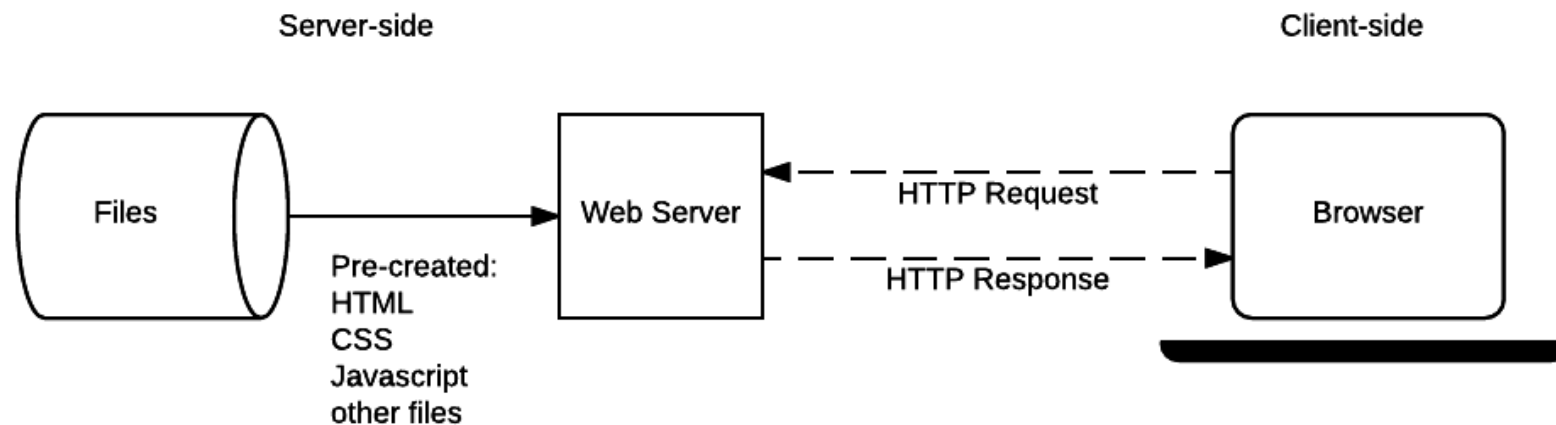 Server-side
Client-side
Files
Web Server
Browser
HTTP Request
HTTP Response
Pre-created:
HTML
CSS
Javascript
other files